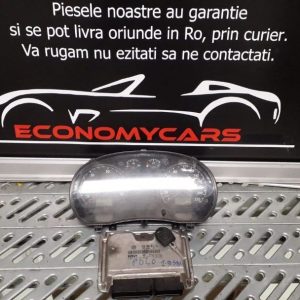 Piesele noastre au garantie
si se pot livra oriunde in Ro, prin curier.
Va rugam nu ezitati sa ne contactati.
ECONOMYCARS
POLO